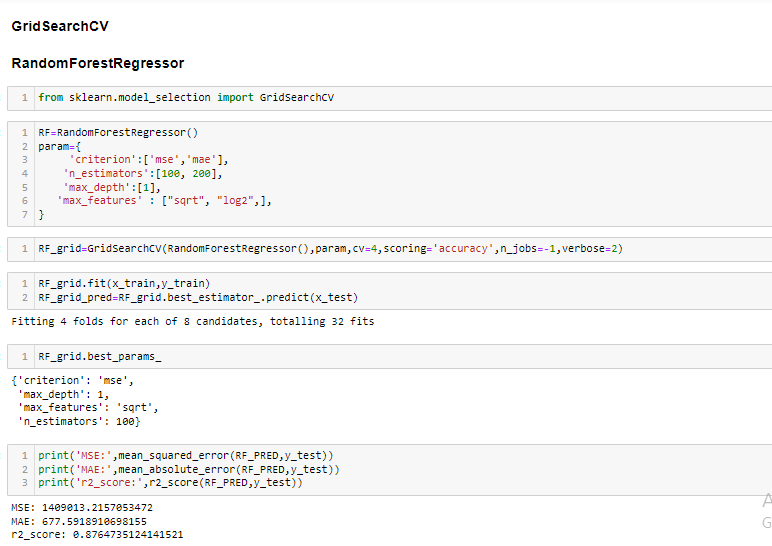 GridSearchCV
RandomForestRegressor
1 from sklearn.model_selection import GridSearchCV
1 RF=RandomForestRegressor()
2 param={
3 'criterion':['mse','mae'],
4 'n_estimators':[100, 200],
5 'max_depth':[1],
6 'max_features' : ["sqrt", "log2",],
7 }
1 RF_grid=GridSearchCV(RandomForestRegressor(),param,cv=4,scoring='accuracy',n_jobs=-1,verbose=2)
1 RF_grid.fit(x_train,y_train)
2 RF_grid_pred=RF_grid.best_estimator_.predict(x_test)
Fitting 4 folds for each of 8 candidates, totalling 32 fits
1 RF_grid.best_params_
{'criterion': 'mse',
'max_depth': 1,
'max_features': 'sqrt',
'n_estimators': 100}
1 print('MSE:',mean_squared_error(RF_PRED,y_test))
2 print('MAE:',mean_absolute_error(RF_PRED,y_test))
3 print('r2_score:',r2_score(RF_PRED,y_test))
MSE: 1409013.2157053472
MAE: 677.5918910698155
r2_score: 0.8764735124141521